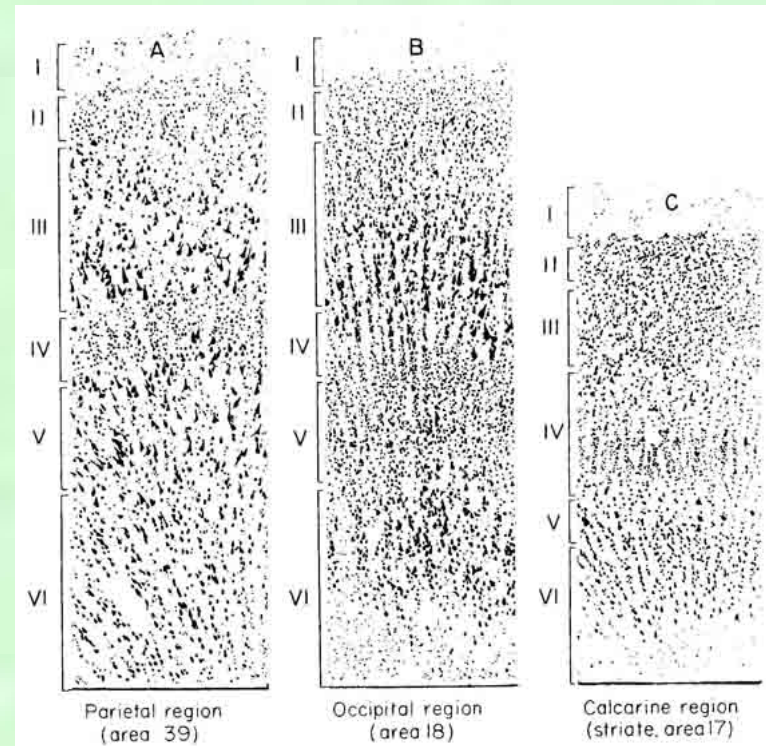 A
I
II
III
IV
V
VI
Parietal region
(area 39)
B
I
II
III
IV
V
VI
Occipital region
(area 18)
C
I
II
III
IV
V
VI
Calcarine region
(striate, area 17)